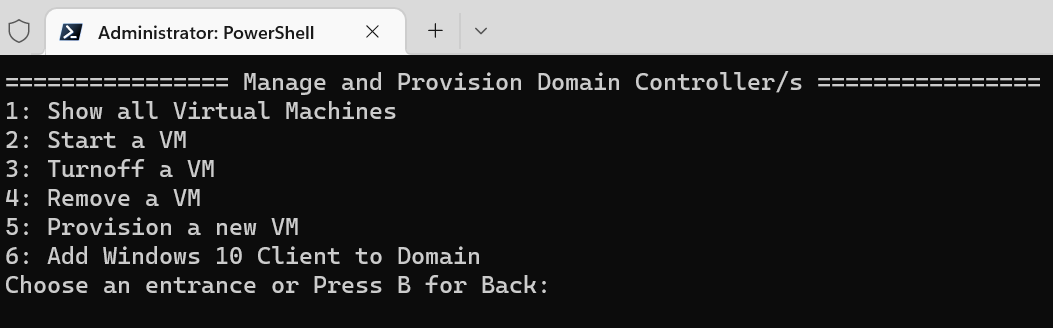 Administrator: PowerShell
================ Manage and Provision Domain Controller/s ================
1: Show all Virtual Machines
2: Start a VM
3: Turnoff a VM
4: Remove a VM
5: Provision a new VM
6: Add Windows 10 Client to Domain
Choose an entrance or Press B for Back: